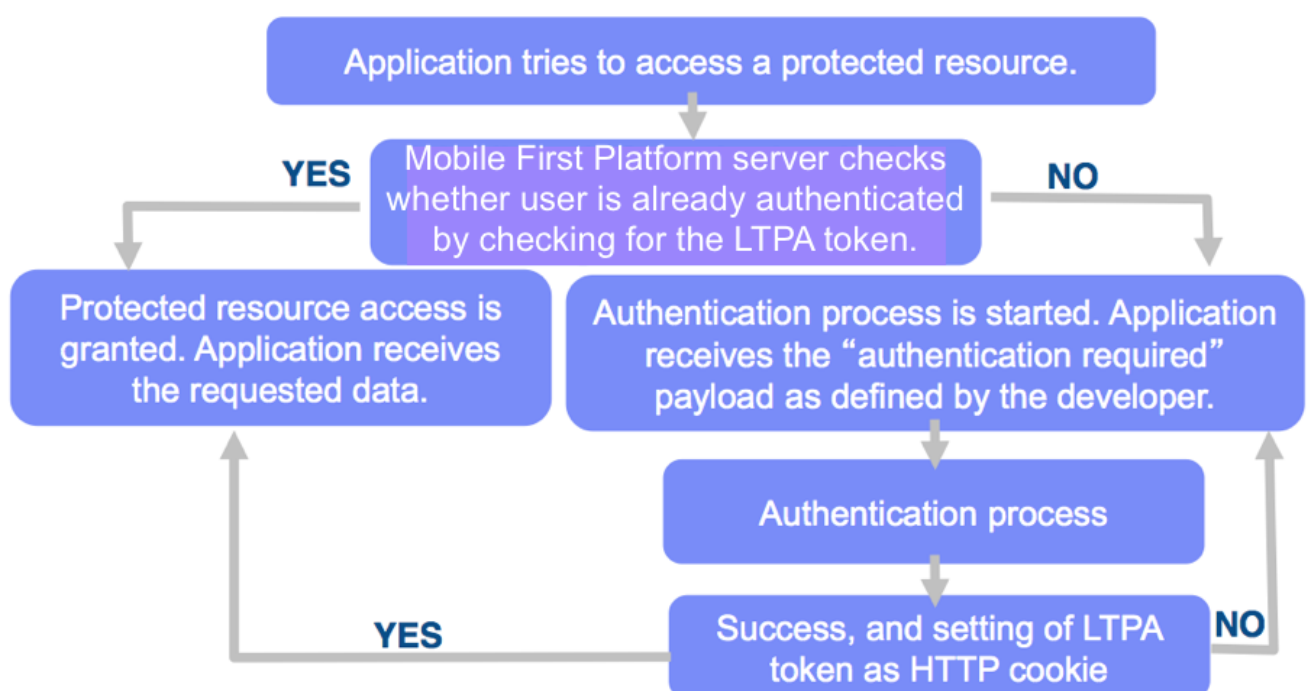 Application tries to access a protected resource.
YES
Mobile First Platform server checks
whether user is already authenticated
by checking for the LTPA token.
NO
Protected resource access is
granted. Application receives
the requested data.
Authentication process is started. Application
receives the “authentication required”
payload as defined by the developer.
Authentication process
YES
Success, and setting of LTPA
token as HTTP cookie
NO